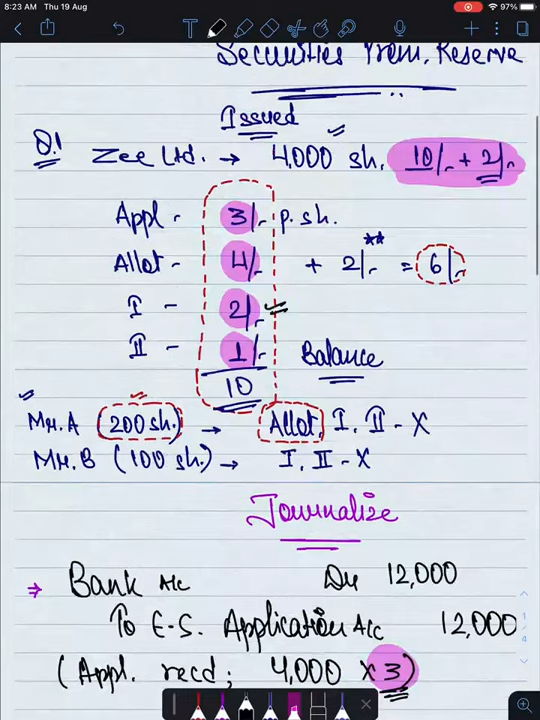 8:23 AM Thu 19 Aug 97%
Securities Prem. Reserve
Issued
Q.1 Zee Ltd. → 4,000 sh. 10/- + 2/-
Appl - 3/- p.sh.
Allot - 4/- + 2/-** = 6/-
I - 2/-
II - 1/- Balance
10
Mr. A (200 sh.) → Allot, I, II - X
Mr. B (100 sh.) → I, II - X
Journalize
⇒ Bank A/c Dr 12,000
To E.S. Application A/c 12,000
(Appl. recd; 4,000 × 3)